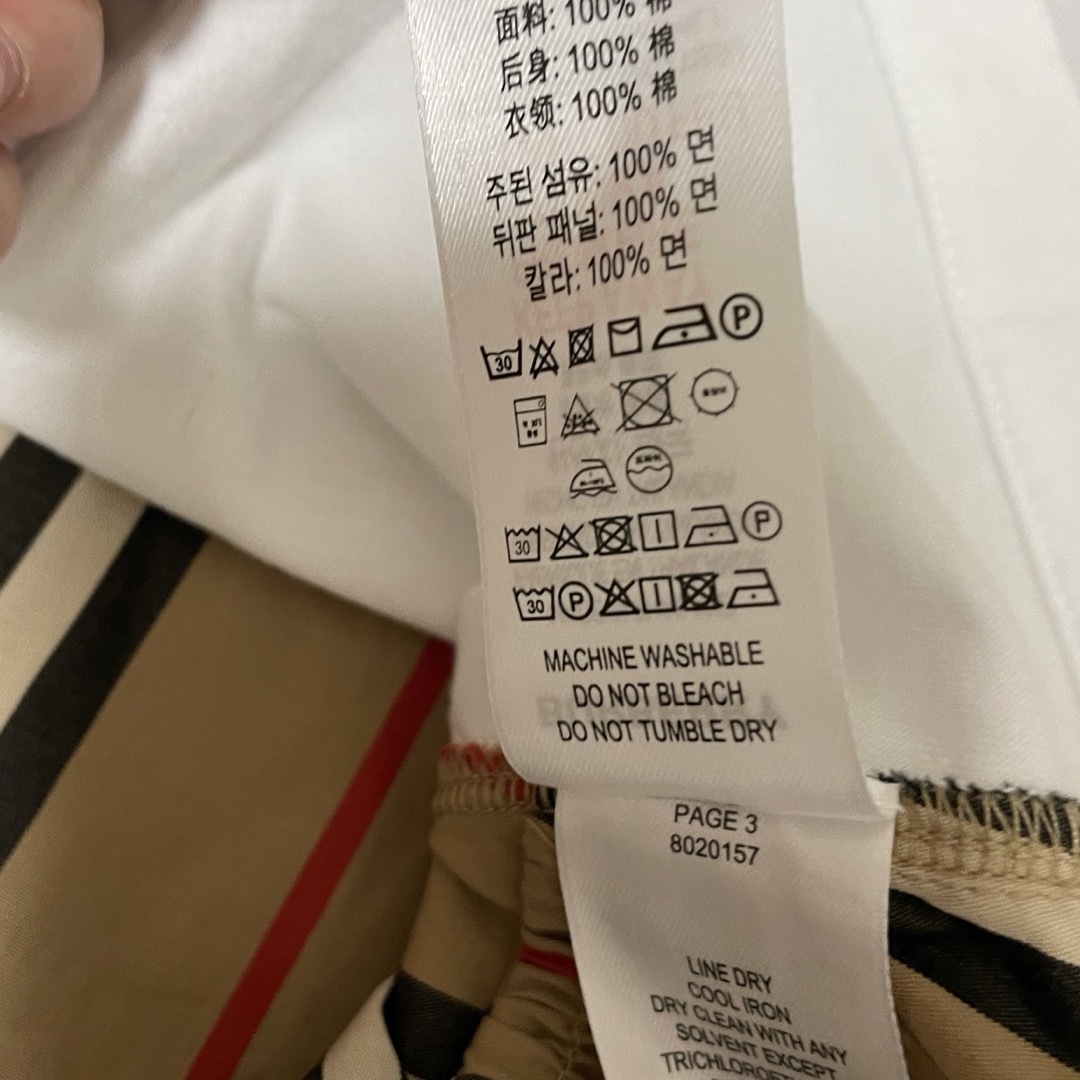 面料: 100% 棉
后身: 100% 棉
衣领: 100% 棉
주된 섬유: 100% 면
뒤판 패널: 100% 면
칼라: 100% 면
30 P
30 P
30 P
MACHINE WASHABLE
DO NOT BLEACH
DO NOT TUMBLE DRY
PAGE 3
8020157
LINE DRY
COOL IRON
DRY CLEAN WITH ANY
SOLVENT EXCEPT